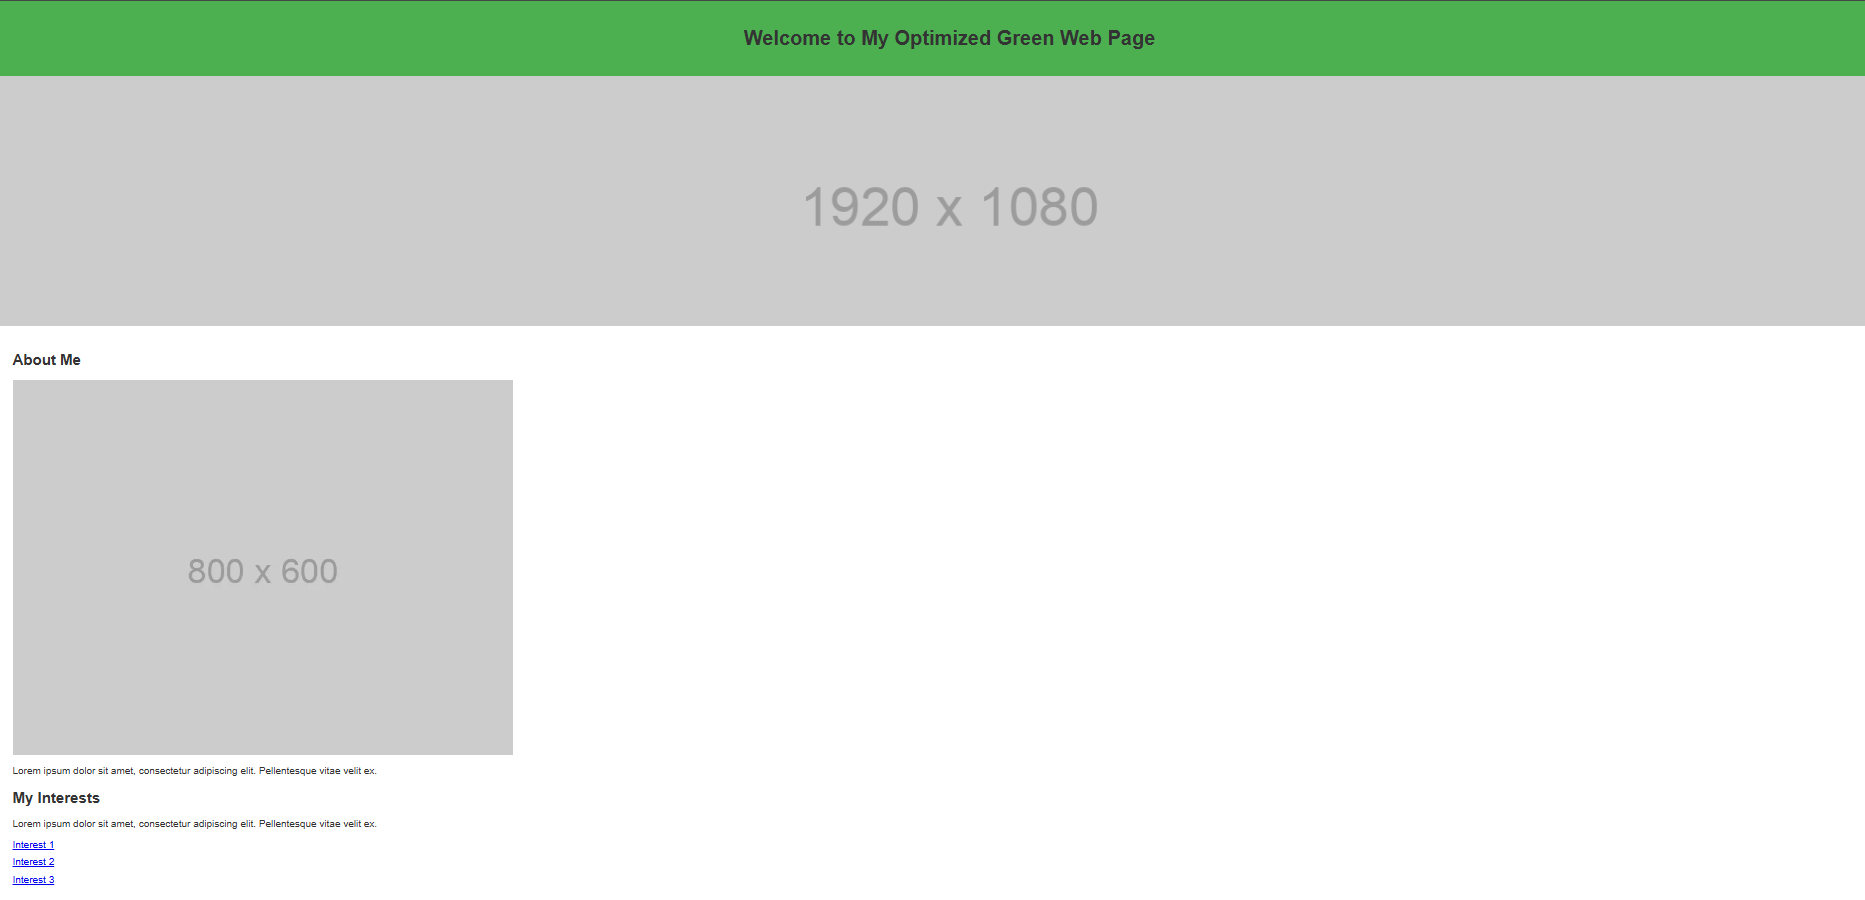 Welcome to My Optimized Green Web Page
1920 x 1080
About Me
800 x 600
Lorem ipsum dolor sit amet, consectetur adipiscing elit. Pellentesque vitae velit ex.
My Interests
Lorem ipsum dolor sit amet, consectetur adipiscing elit. Pellentesque vitae velit ex.
Interest 1
Interest 2
Interest 3